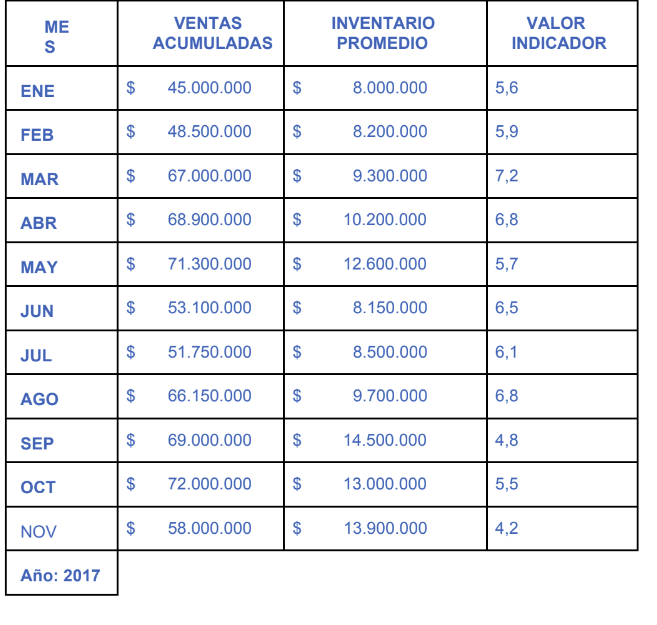 MES VENTAS ACUMULADAS INVENTARIO PROMEDIO VALOR INDICADOR
ENE $ 45.000.000 $ 8.000.000 5,6
FEB $ 48.500.000 $ 8.200.000 5,9
MAR $ 67.000.000 $ 9.300.000 7,2
ABR $ 68.900.000 $ 10.200.000 6,8
MAY $ 71.300.000 $ 12.600.000 5,7
JUN $ 53.100.000 $ 8.150.000 6,5
JUL $ 51.750.000 $ 8.500.000 6,1
AGO $ 66.150.000 $ 9.700.000 6,8
SEP $ 69.000.000 $ 14.500.000 4,8
OCT $ 72.000.000 $ 13.000.000 5,5
NOV $ 58.000.000 $ 13.900.000 4,2
Año: 2017